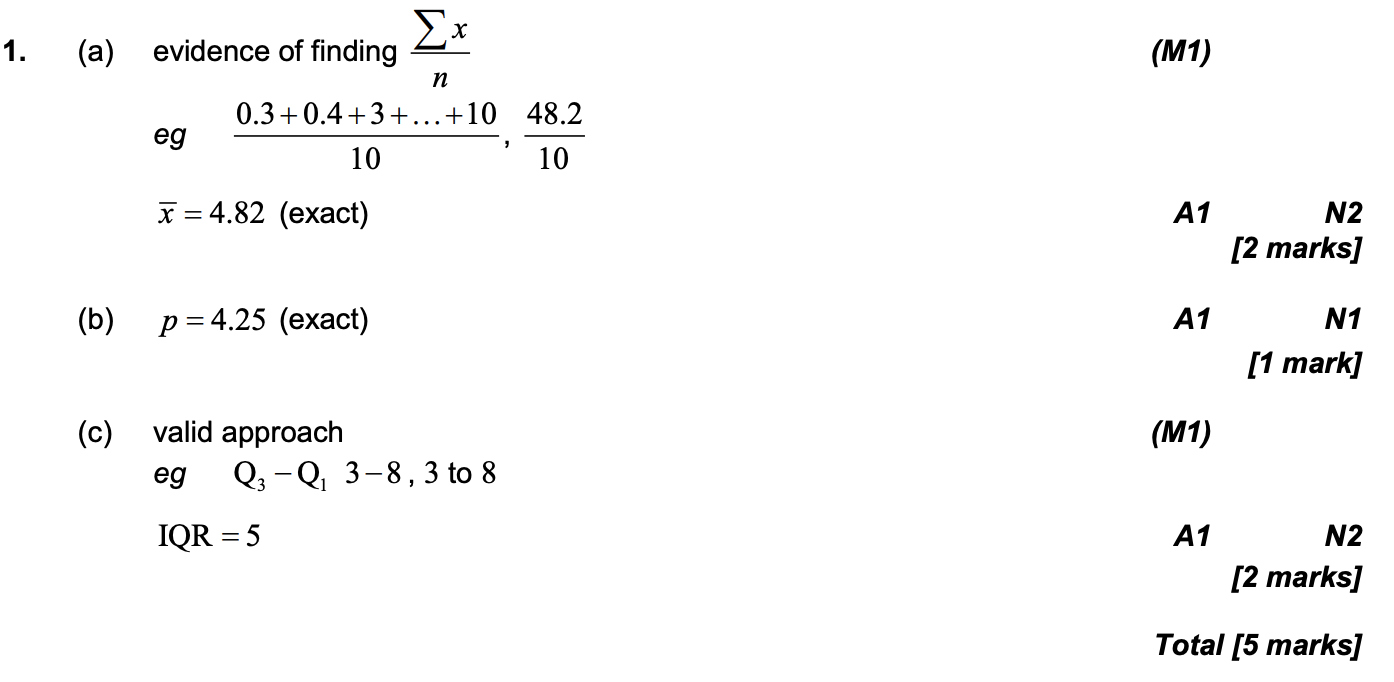 1. (a) evidence of finding ∑x/n (M1)
eg (0.3+0.4+3+...+10)/10, 48.2/10
x̄ = 4.82 (exact) A1 N2
[2 marks]
(b) p = 4.25 (exact) A1 N1
[1 mark]
(c) valid approach (M1)
eg Q₃ − Q₁ 3−8, 3 to 8
IQR = 5 A1 N2
[2 marks]
Total [5 marks]